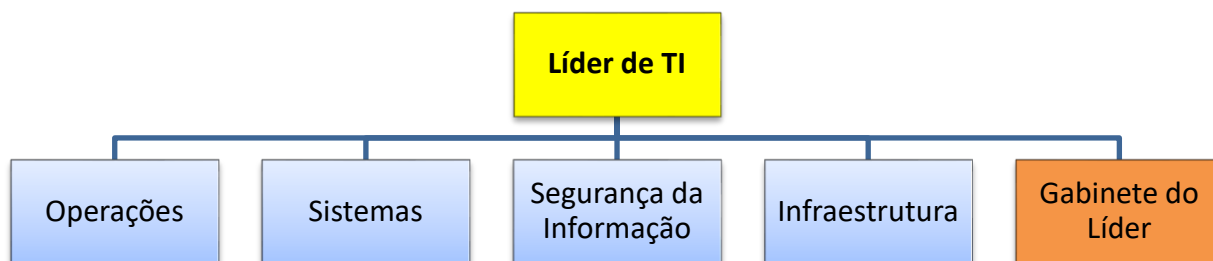 Líder de TI
Operações
Sistemas
Segurança da
Informação
Infraestrutura
Gabinete do
Líder